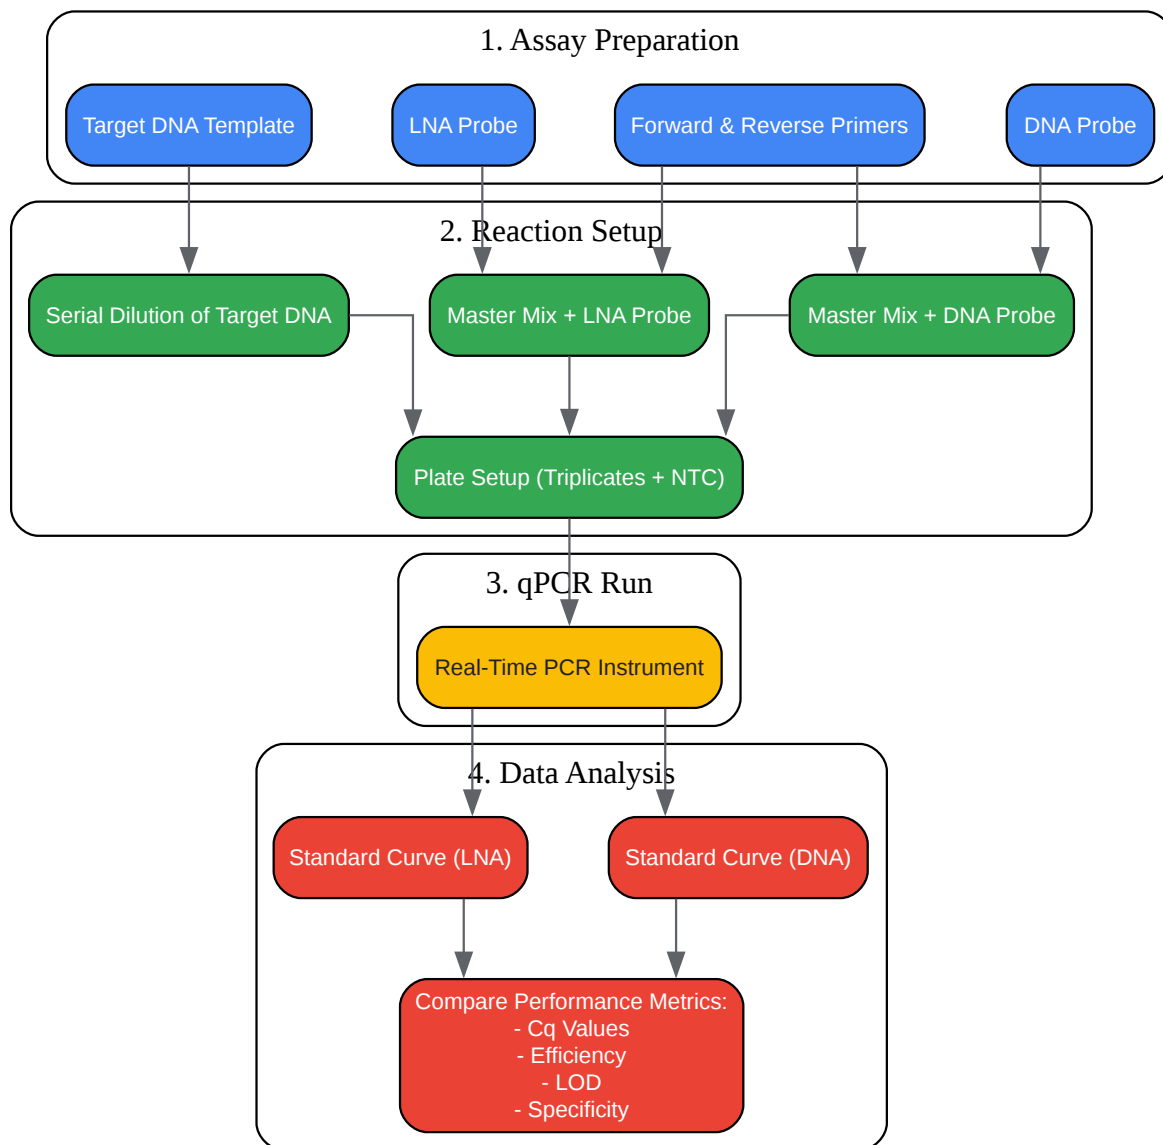 1. Assay Preparation
Target DNA Template
LNA Probe
Forward & Reverse Primers
DNA Probe
2. Reaction Setup
Serial Dilution of Target DNA
Master Mix + LNA Probe
Master Mix + DNA Probe
Plate Setup (Triplicates + NTC)
3. qPCR Run
Real-Time PCR Instrument
4. Data Analysis
Standard Curve (LNA)
Standard Curve (DNA)
Compare Performance Metrics:
- Cq Values
- Efficiency
- LOD
- Specificity